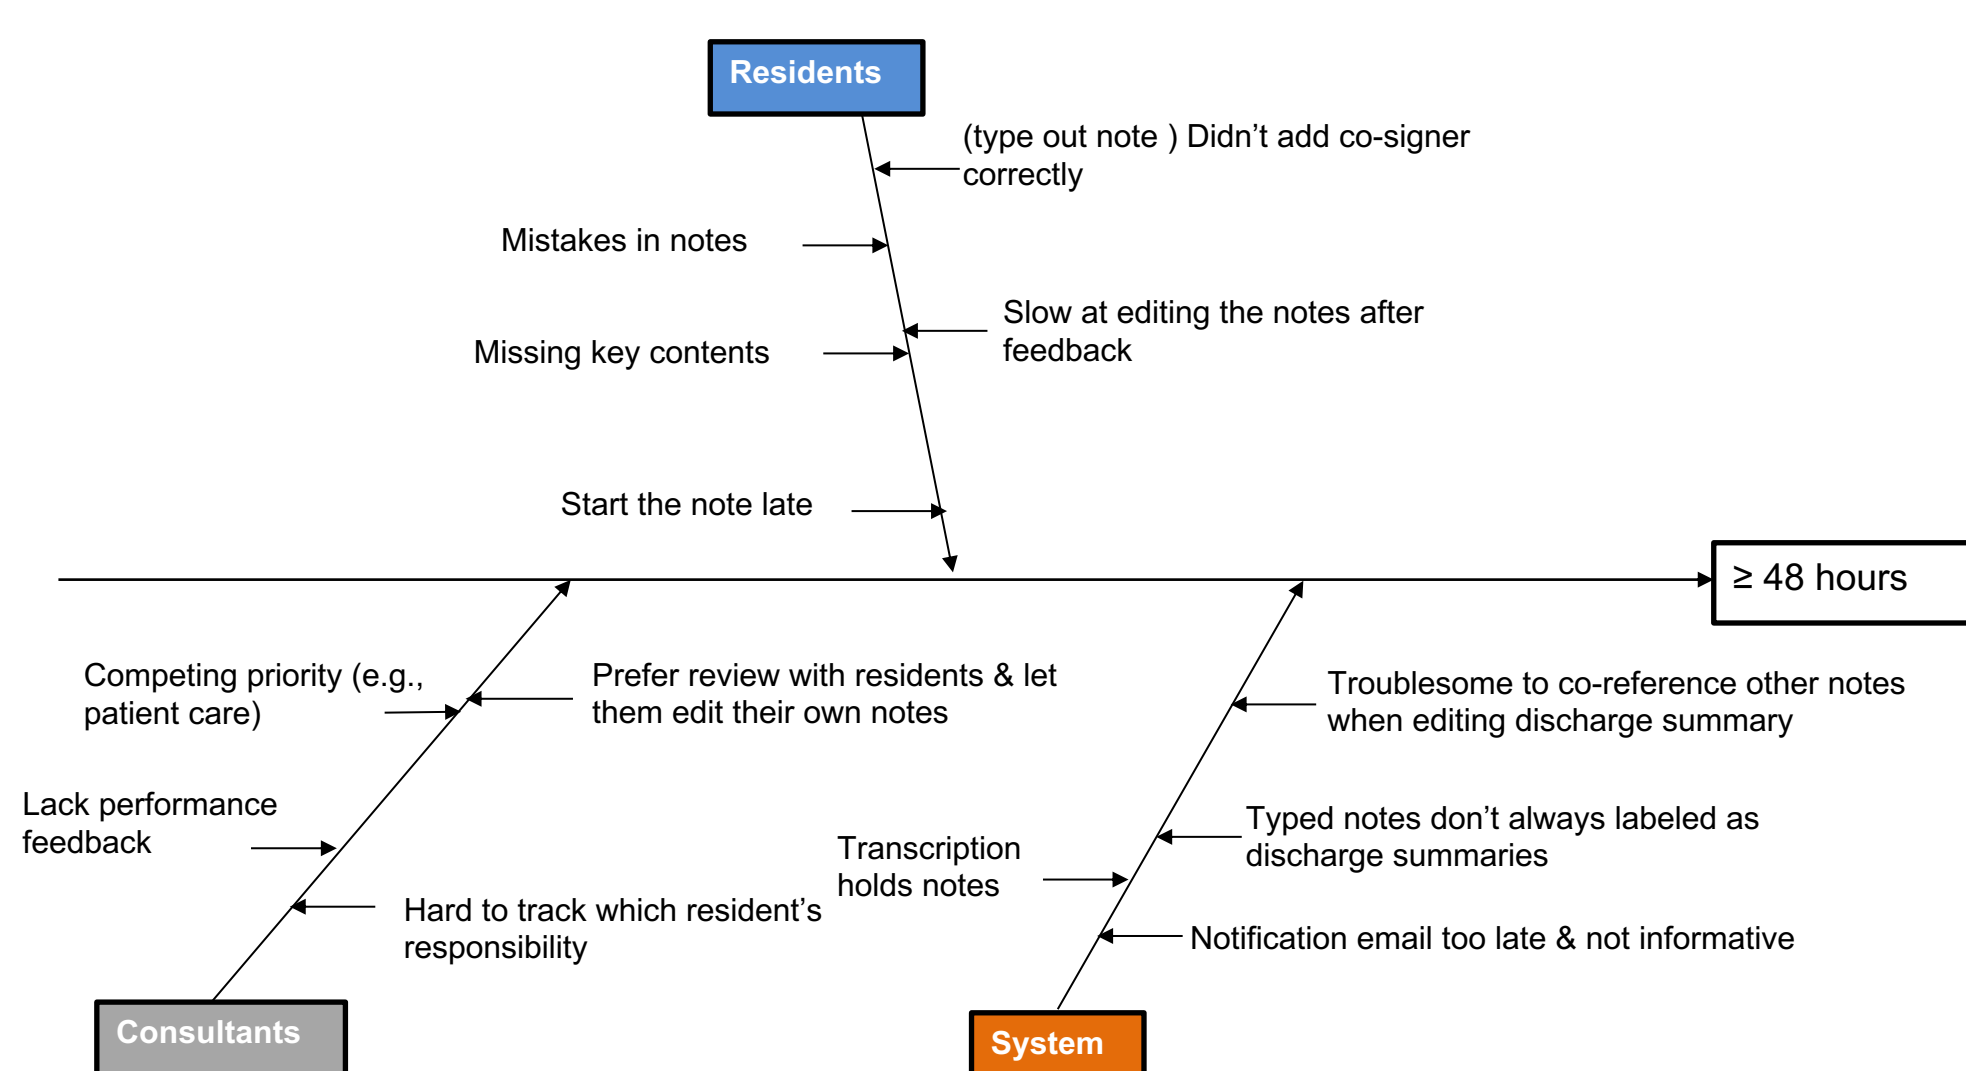 Residents
(type out note ) Didn’t add co-signer
correctly
Mistakes in notes
Slow at editing the notes after
feedback
Missing key contents
Start the note late
≥ 48 hours
Competing priority (e.g.,
patient care)
Prefer review with residents & let
them edit their own notes
Troublesome to co-reference other notes
when editing discharge summary
Lack performance
feedback
Typed notes don’t always labeled as
discharge summaries
Transcription
holds notes
Hard to track which resident’s
responsibility
Notification email too late & not informative
Consultants
System